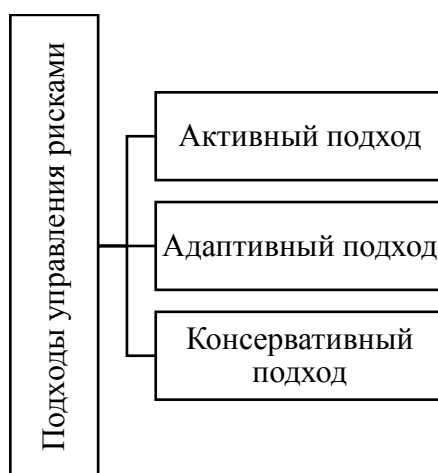 Подходы управления рисками
Активный подход
Адаптивный подход
Консервативный
подход